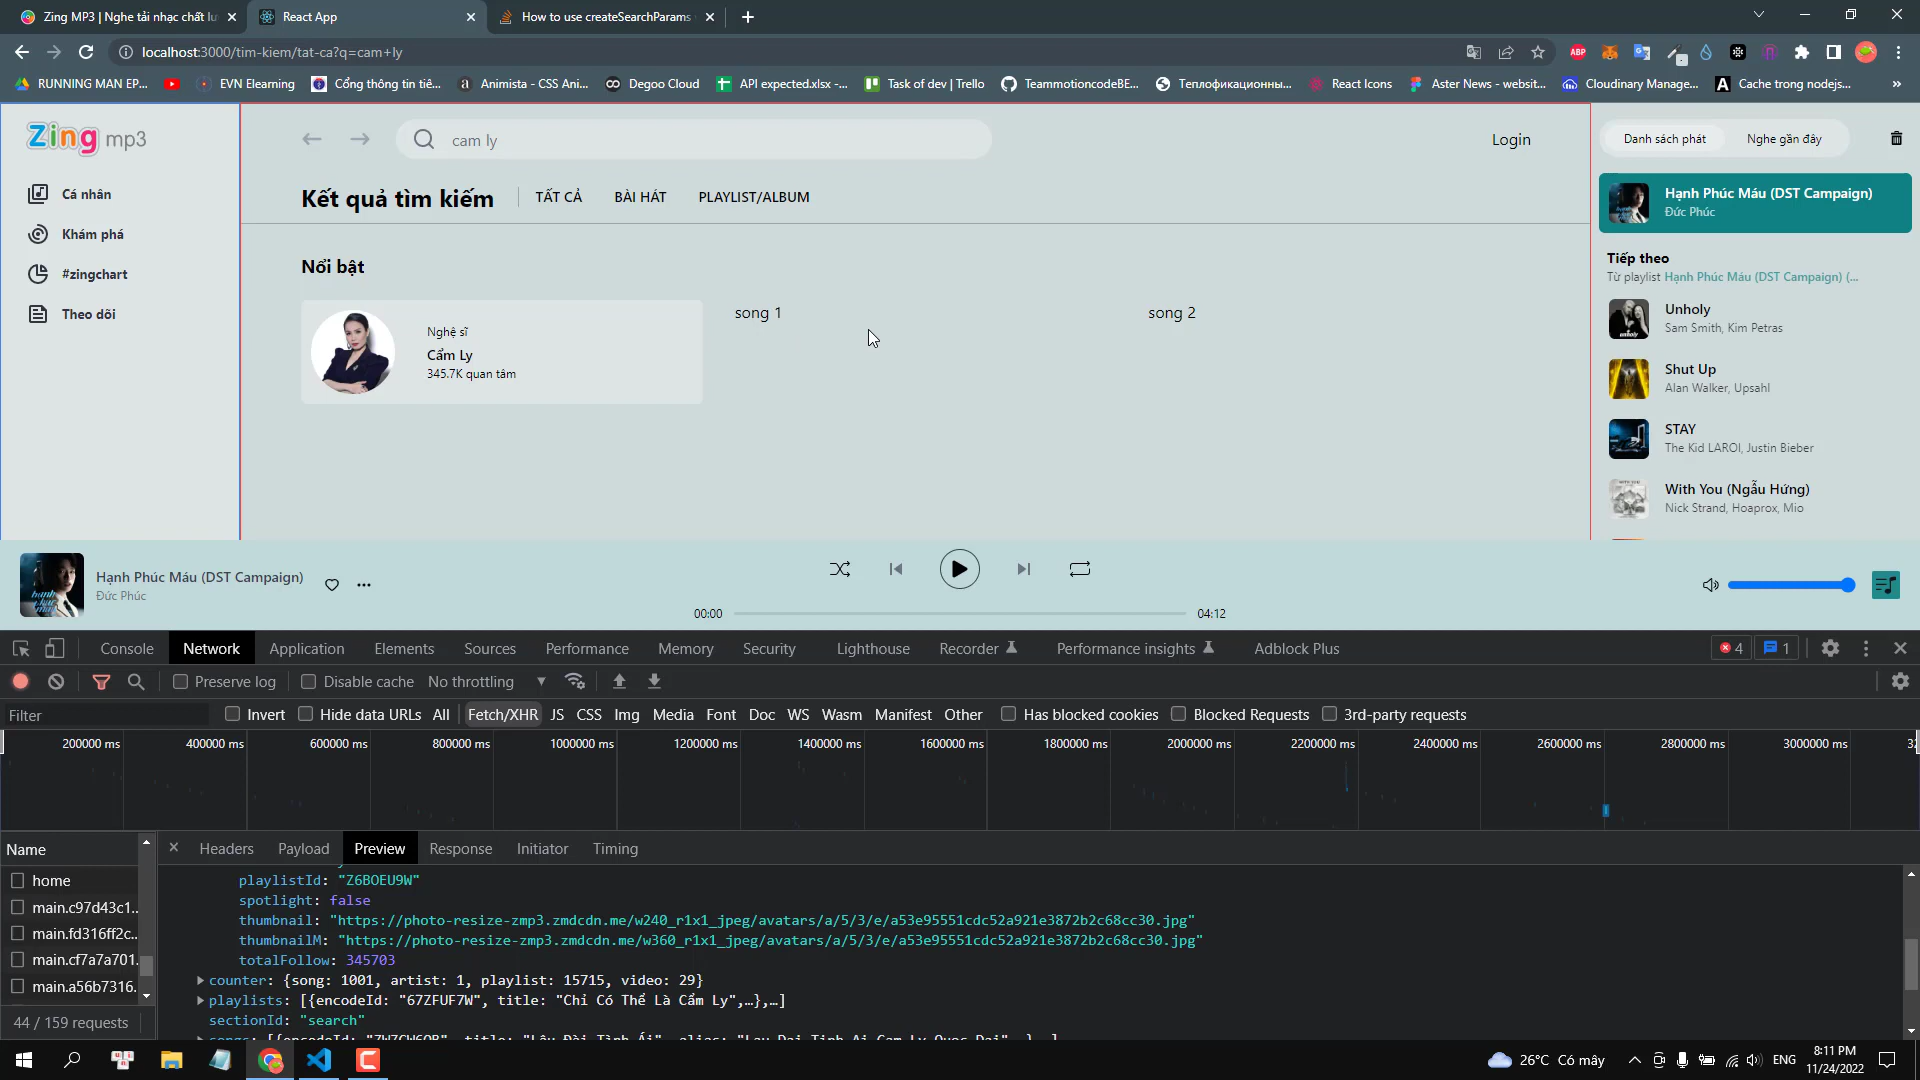 Zing MP3 | Nghe tải nhạc chất lư
React App
How to use createSearchParams
localhost:3000/tim-kiem/tat-ca?q=cam+ly
RUNNING MAN EP...
EVN Elearning
Cổng thông tin tiê...
Animista - CSS Ani...
Degoo Cloud
API expected.xlsx -...
Task of dev | Trello
TeammotioncodeBE...
Теплофикационны...
React Icons
Aster News - websit...
Cloudinary Manage...
Cache trong nodejs...
Zing mp3
cam ly
Login
Danh sách phát
Nghe gần đây
Cá nhân
Khám phá
#zingchart
Theo dõi
Kết quả tìm kiếm
TẤT CẢ
BÀI HÁT
PLAYLIST/ALBUM
Nổi bật
Nghệ sĩ
Cẩm Ly
345.7K quan tâm
song 1
song 2
Hạnh Phúc Máu (DST Campaign)
Đức Phúc
Tiếp theo
Từ playlist Hạnh Phúc Máu (DST Campaign) (...
Unholy
Sam Smith, Kim Petras
Shut Up
Alan Walker, Upsahl
STAY
The Kid LAROI, Justin Bieber
With You (Ngẫu Hứng)
Nick Strand, Hoaprox, Mio
Hạnh Phúc Máu (DST Campaign)
Đức Phúc
00:00
04:12
Console
Network
Application
Elements
Sources
Performance
Memory
Security
Lighthouse
Recorder
Performance insights
Adblock Plus
4
1
Preserve log
Disable cache
No throttling
Filter
Invert
Hide data URLs
All
Fetch/XHR
JS
CSS
Img
Media
Font
Doc
WS
Wasm
Manifest
Other
Has blocked cookies
Blocked Requests
3rd-party requests
200000 ms
400000 ms
600000 ms
800000 ms
1000000 ms
1200000 ms
1400000 ms
1600000 ms
1800000 ms
2000000 ms
2200000 ms
2400000 ms
2600000 ms
2800000 ms
3000000 ms
Name
Headers
Payload
Preview
Response
Initiator
Timing
home
main.c97d43c1..
main.fd316ff2c..
main.cf7a7a701.
main.a56b7316.
44 / 159 requests
playlistId: "Z6BOEU9W"
spotlight: false
thumbnail: "https://photo-resize-zmp3.zmdcdn.me/w240_r1x1_jpeg/avatars/a/5/3/e/a53e95551cdc52a921e3872b2c68cc30.jpg"
thumbnailM: "https://photo-resize-zmp3.zmdcdn.me/w360_r1x1_jpeg/avatars/a/5/3/e/a53e95551cdc52a921e3872b2c68cc30.jpg"
totalFollow: 345703
counter: {song: 1001, artist: 1, playlist: 15715, video: 29}
playlists: [{encodeId: "67ZFUF7W", title: "Chỉ Có Thể Là Cẩm Ly",…},…]
sectionId: "search"
26°C Có mây
ENG
8:11 PM
11/24/2022